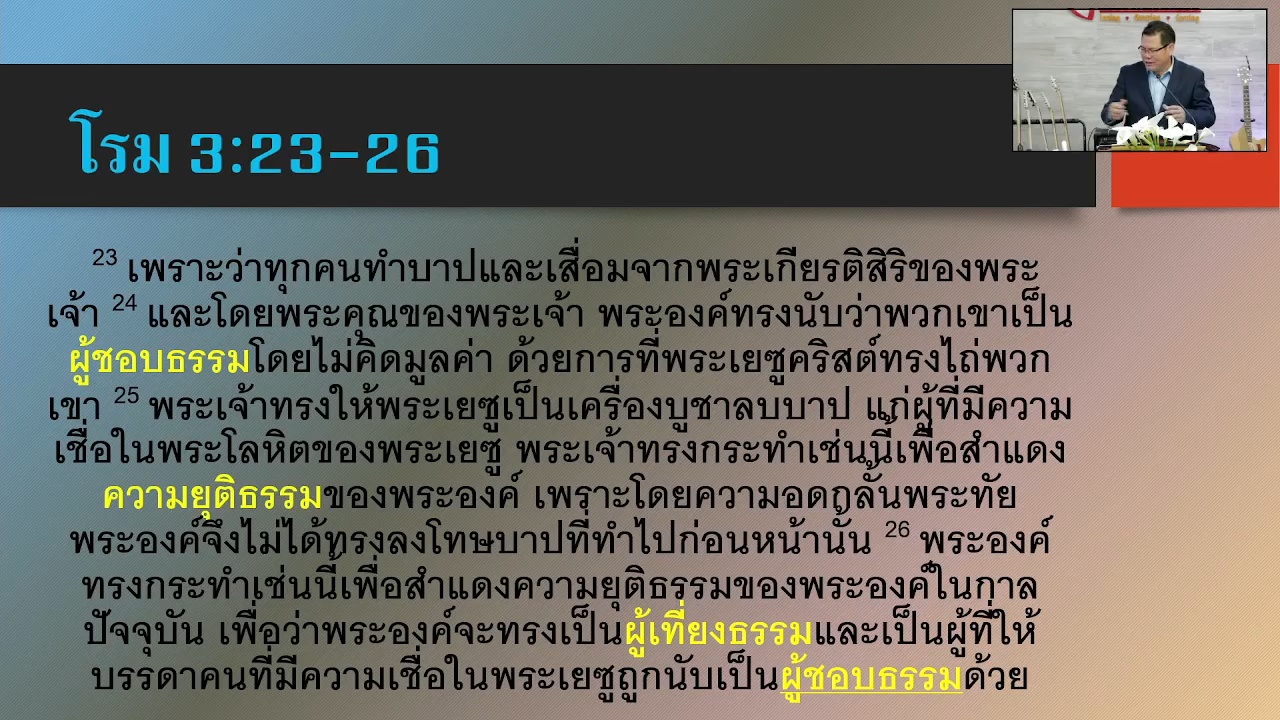 โรม 3:23-26
23 เพราะว่าทุกคนทำบาปและเสื่อมจากพระเกียรติสิริของพระ
เจ้า 24 และโดยพระคุณของพระเจ้า พระองค์ทรงนับว่าพวกเขาเป็น
ผู้ชอบธรรมโดยไม่คิดมูลค่า ด้วยการที่พระเยซูคริสต์ทรงไถ่พวก
เขา 25 พระเจ้าทรงให้พระเยซูเป็นเครื่องบูชาลบบาป แก่ผู้ที่มีความ
เชื่อในพระโลหิตของพระเยซู พระเจ้าทรงกระทำเช่นนี้เพื่อสำแดง
ความยุติธรรมของพระองค์ เพราะโดยความอดกลั้นพระทัย
พระองค์จึงไม่ได้ทรงลงโทษบาปที่ทำไปก่อนหน้านั้น 26 พระองค์
ทรงกระทำเช่นนี้เพื่อสำแดงความยุติธรรมของพระองค์ในกาล
ปัจจุบัน เพื่อว่าพระองค์จะทรงเป็นผู้เที่ยงธรรมและเป็นผู้ที่ให้
บรรดาคนที่มีความเชื่อในพระเยซูถูกนับเป็นผู้ชอบธรรมด้วย